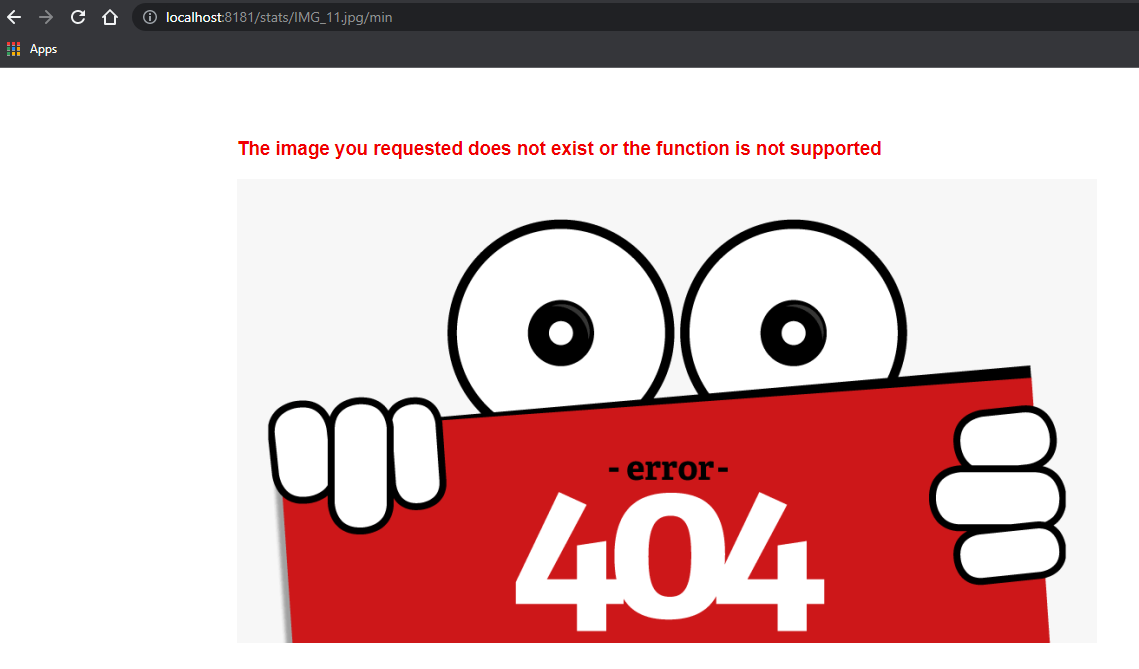 localhost:8181/stats/IMG_11.jpg/min
Apps
The image you requested does not exist or the function is not supported
- error -
404